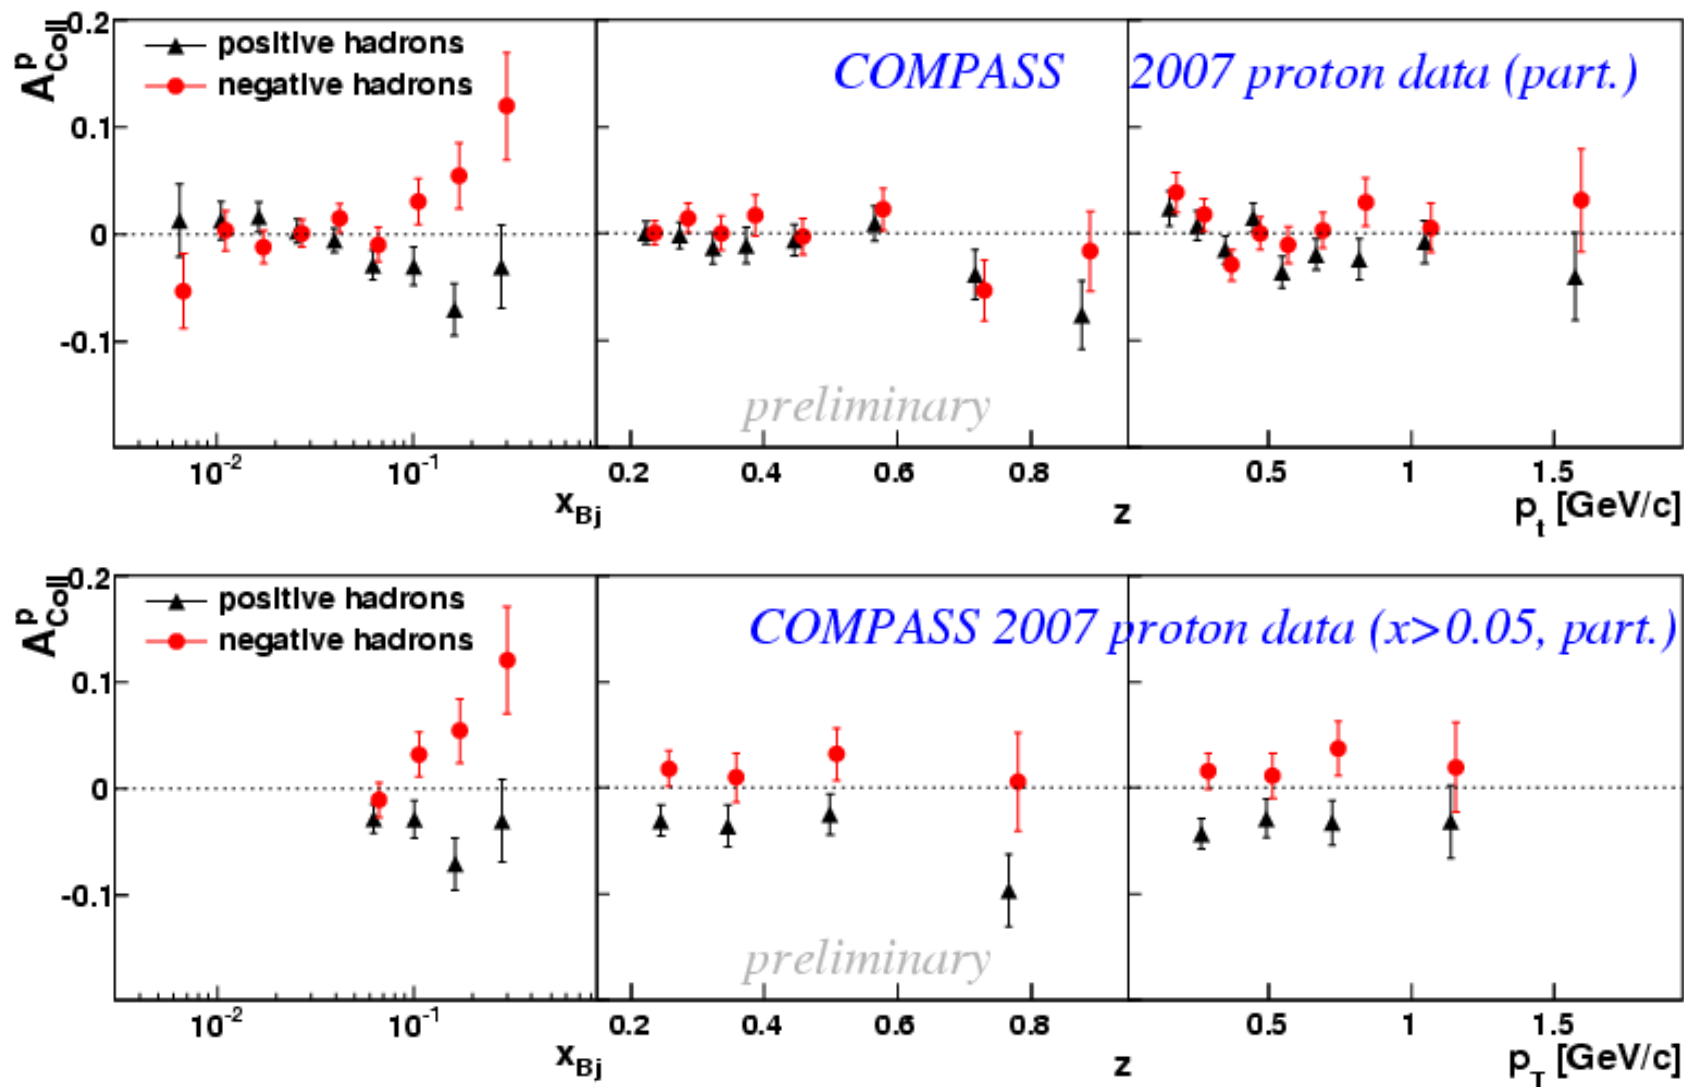 A^p_Coll
0.2
0.1
0
-0.1
positive hadrons
negative hadrons
COMPASS 2007 proton data (part.)
preliminary
10^-2 10^-1
0.2 0.4 0.6 0.8
0.5 1 1.5
x_Bj
z
p_t [GeV/c]
A^p_Coll
0.2
0.1
0
-0.1
positive hadrons
negative hadrons
COMPASS 2007 proton data (x>0.05, part.)
preliminary
10^-2 10^-1
0.2 0.4 0.6 0.8
0.5 1 1.5
x_Bj
z
p_T [GeV/c]